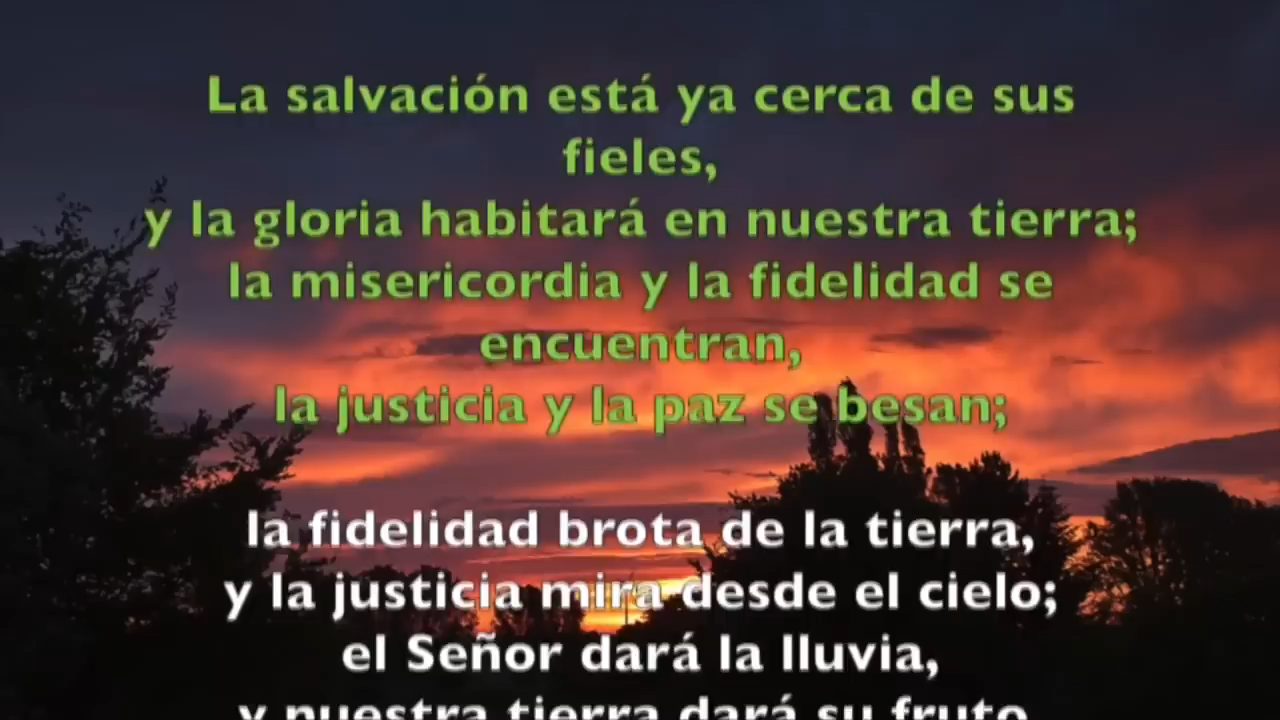 La salvación está ya cerca de sus
fieles,
y la gloria habitará en nuestra tierra;
la misericordia y la fidelidad se
encuentran,
la justicia y la paz se besan;
la fidelidad brota de la tierra,
y la justicia mira desde el cielo;
el Señor dará la lluvia,
y nuestra tierra dará su fruto